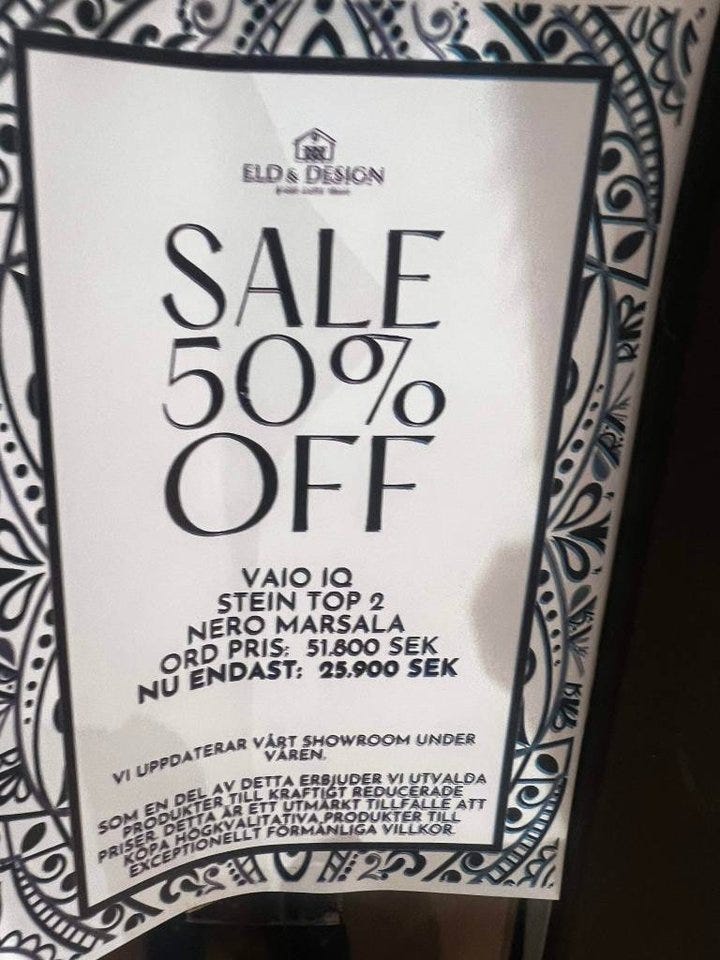 ELD & DESIGN
SALE
50%
OFF
VAIO IQ
STEIN TOP 2
NERO MARSALA
ORD PRIS: 51.800 SEK
NU ENDAST: 25.900 SEK
VI UPPDATERAR VÅRT SHOWROOM UNDER
VÅREN.
SOM EN DEL AV DETTA ERBJUDER VI UTVALDA
PRODUKTER TILL KRAFTIGT REDUCERADE
PRISER. DETTA ÄR ETT UTMÄRKT TILLFÄLLE ATT
KÖPA HÖGKVALITATIVA PRODUKTER TILL
EXCEPTIONELLT FÖRMÅNLIGA VILLKOR.